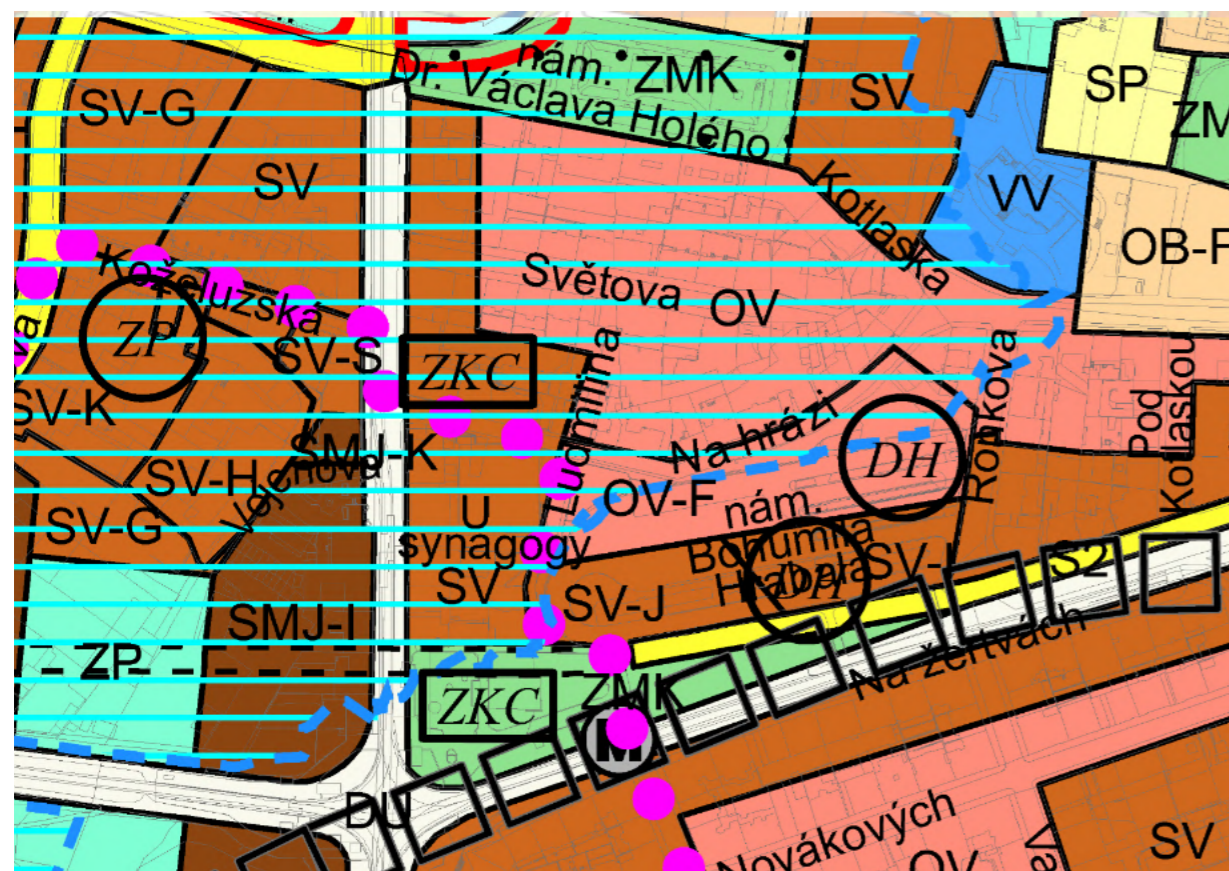 nám.
Dr. Václava Holého
ZMK
SV
SP
ZM
SV-G
SV
Kotlaska
VV
OB-F
Koželuzská
ZP
Světova
OV
SV-S
ZKC
Ludmilina
Na hrázi
Ronkova
Pod
Kotlaskou
SV-K
SMJ-K
SV-H
Vojenova
SV-G
DH
OV-F
nám.
Bohumila
Hrabala
U
synagogy
SV
SV-J
DH
S2
SMJ-I
ZP
ZKC
ZMK
Na žertvách
M
DU
Novákových
OV
SV